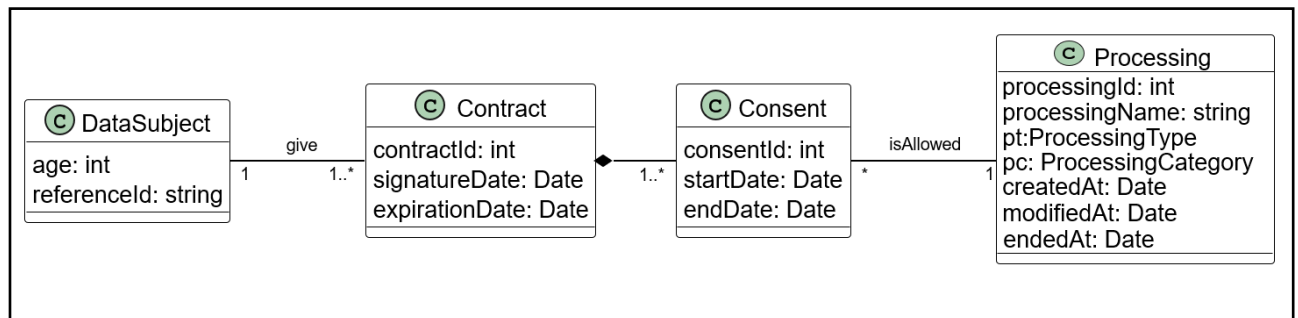 C DataSubject
age: int
referenceId: string
give
1
1..*
C Contract
contractId: int
signatureDate: Date
expirationDate: Date
1..*
C Consent
consentId: int
startDate: Date
endDate: Date
isAllowed
*
1
C Processing
processingId: int
processingName: string
pt:ProcessingType
pc: ProcessingCategory
createdAt: Date
modifiedAt: Date
endedAt: Date